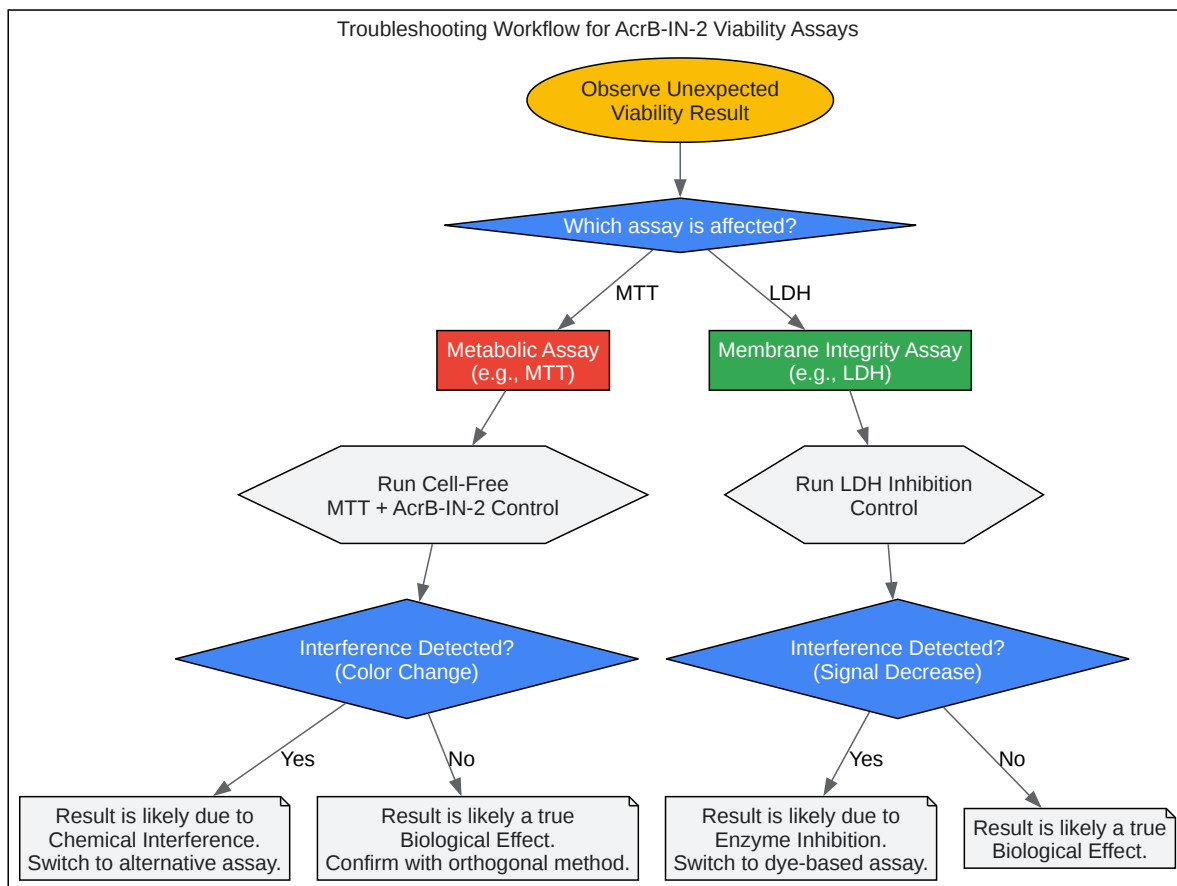 Troubleshooting Workflow for AcrB-IN-2 Viability Assays
Observe Unexpected
Viability Result
Which assay is affected?
MTT
LDH
Metabolic Assay
(e.g., MTT)
Membrane Integrity Assay
(e.g., LDH)
Run Cell-Free
MTT + AcrB-IN-2 Control
Run LDH Inhibition
Control
Interference Detected?
(Color Change)
Interference Detected?
(Signal Decrease)
Yes
No
Yes
No
Result is likely due to
Chemical Interference.
Switch to alternative assay.
Result is likely a true
Biological Effect.
Confirm with orthogonal method.
Result is likely due to
Enzyme Inhibition.
Switch to dye-based assay.
Result is likely a true
Biological Effect.